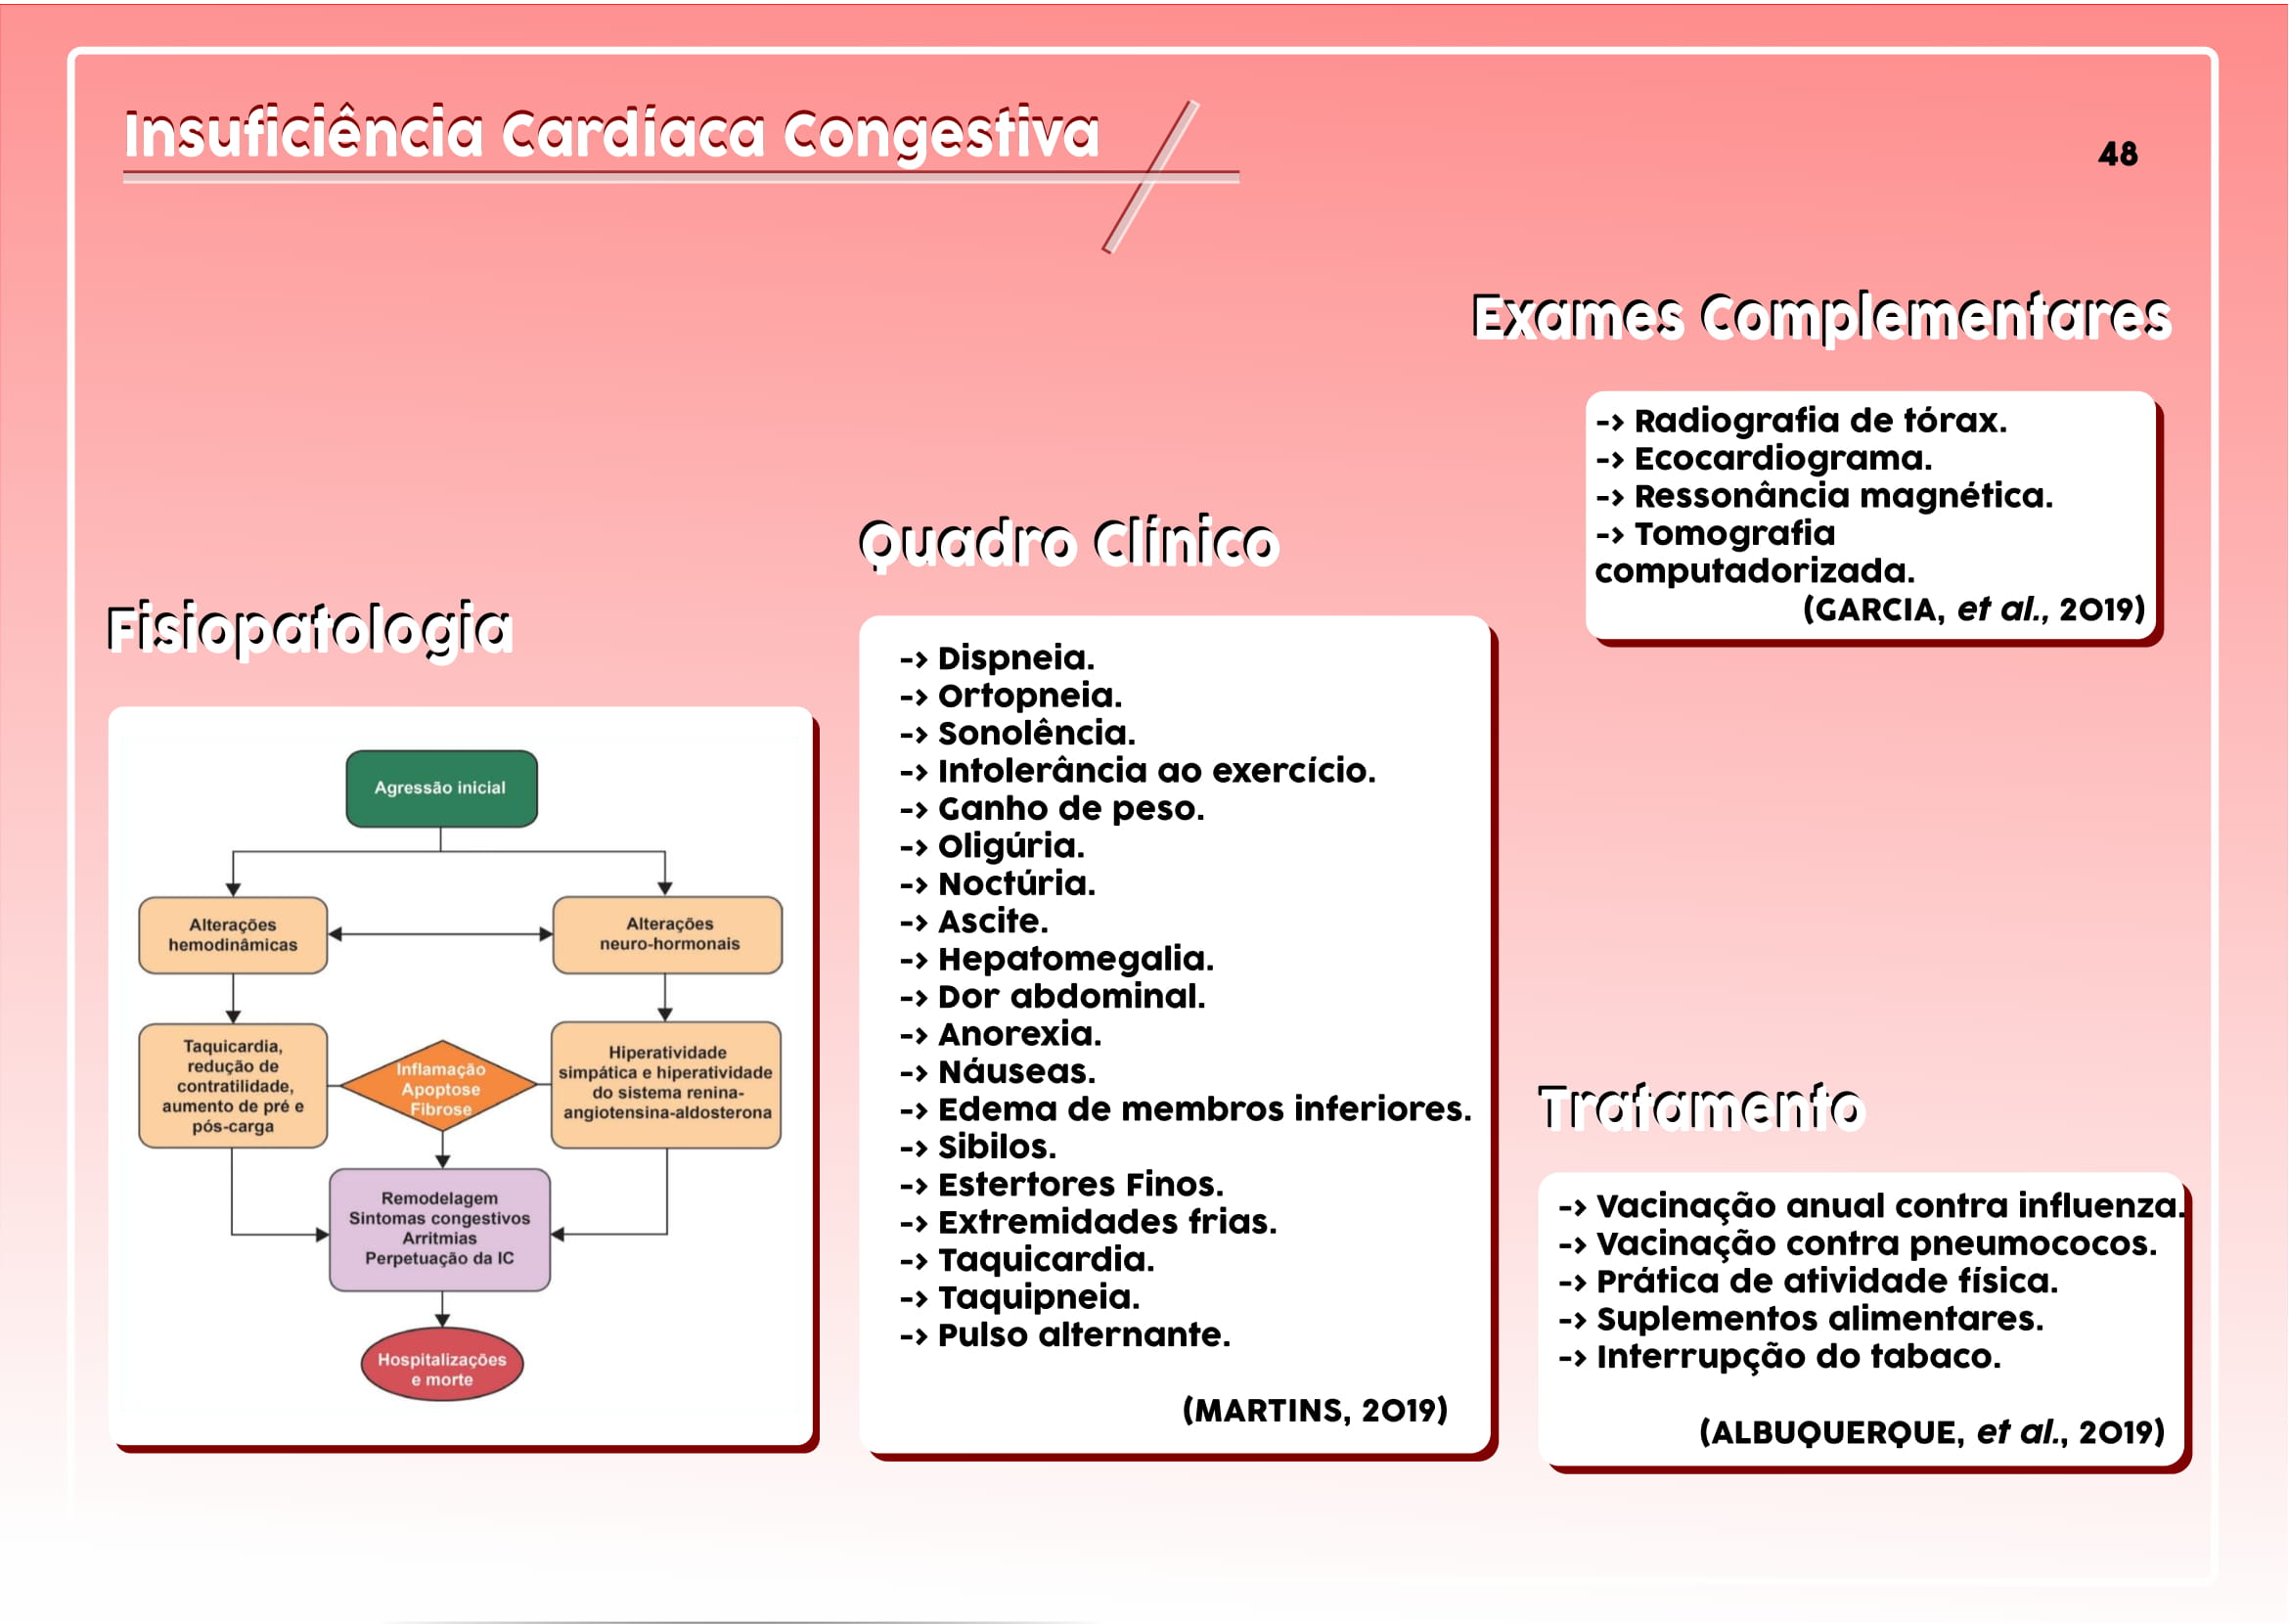 Insuficiência Cardíaca Congestiva
48
Fisiopatologia
Agressão inicial
Alterações
hemodinâmicas
Alterações
neuro-hormonais
Taquicardia,
redução de
contratilidade,
aumento de pré e
pós-carga
Inflamação
Apoptose
Fibrose
Hiperatividade
simpática e hiperatividade
do sistema renina-
angiotensina-aldosterona
Remodelagem
Sintomas congestivos
Arritmias
Perpetuação da IC
Hospitalizações
e morte
Quadro Clínico
-> Dispneia.
-> Ortopneia.
-> Sonolência.
-> Intolerância ao exercício.
-> Ganho de peso.
-> Oligúria.
-> Noctúria.
-> Ascite.
-> Hepatomegalia.
-> Dor abdominal.
-> Anorexia.
-> Náuseas.
-> Edema de membros inferiores.
-> Sibilos.
-> Estertores Finos.
-> Extremidades frias.
-> Taquicardia.
-> Taquipneia.
-> Pulso alternante.
(MARTINS, 2019)
Exames Complementares
-> Radiografia de tórax.
-> Ecocardiograma.
-> Ressonância magnética.
-> Tomografia
computadorizada.
(GARCIA, et al., 2019)
Tratamento
-> Vacinação anual contra influenza.
-> Vacinação contra pneumococos.
-> Prática de atividade física.
-> Suplementos alimentares.
-> Interrupção do tabaco.
(ALBUQUERQUE, et al., 2019)